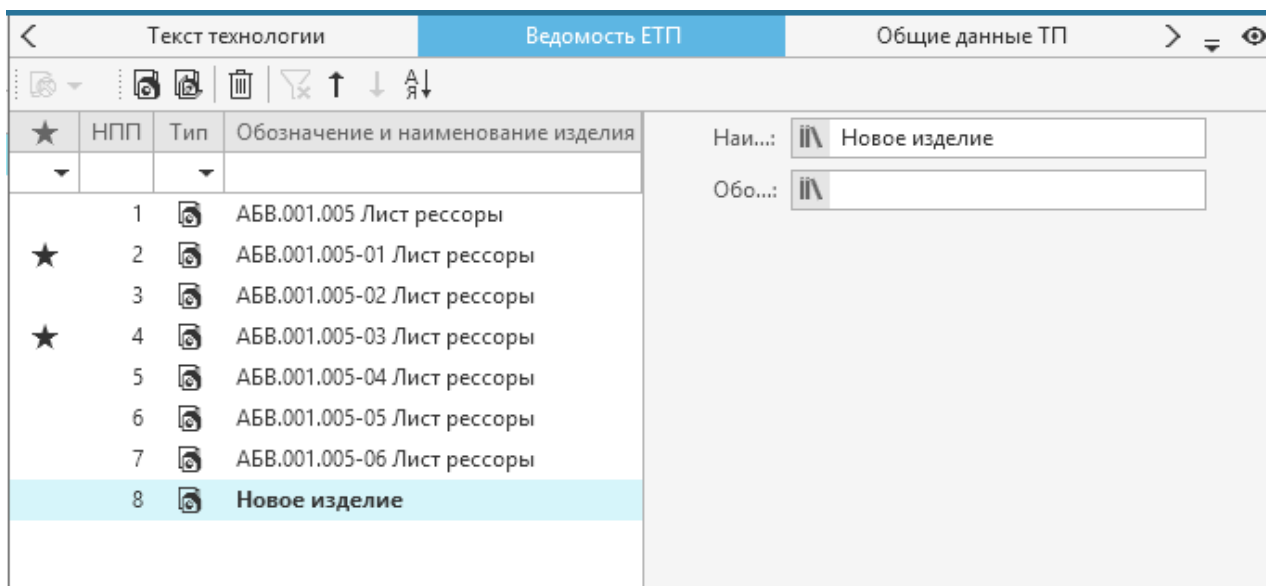 Текст технологии Ведомость ЕТП Общие данные ТП
А Я
НПП Тип Обозначение и наименование изделия
Наи...: Новое изделие
Обо...:
1 АБВ.001.005 Лист рессоры
2 АБВ.001.005-01 Лист рессоры
3 АБВ.001.005-02 Лист рессоры
4 АБВ.001.005-03 Лист рессоры
5 АБВ.001.005-04 Лист рессоры
6 АБВ.001.005-05 Лист рессоры
7 АБВ.001.005-06 Лист рессоры
8 Новое изделие